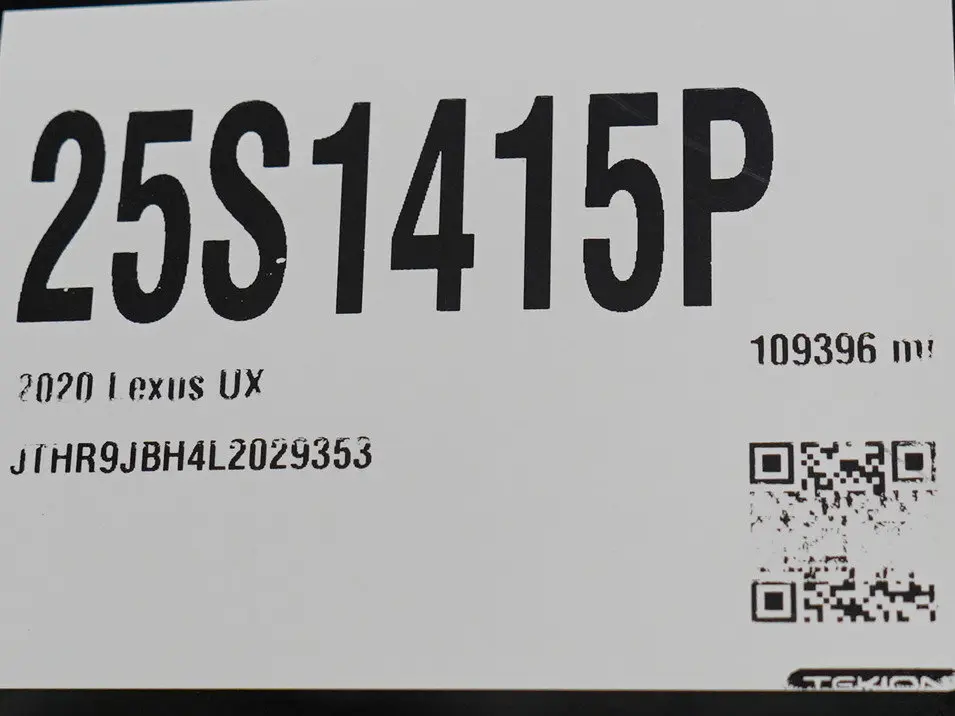 25S1415P
109396 mi
2020 Lexus UX
JTHR9JBH4L2029353
TEKION